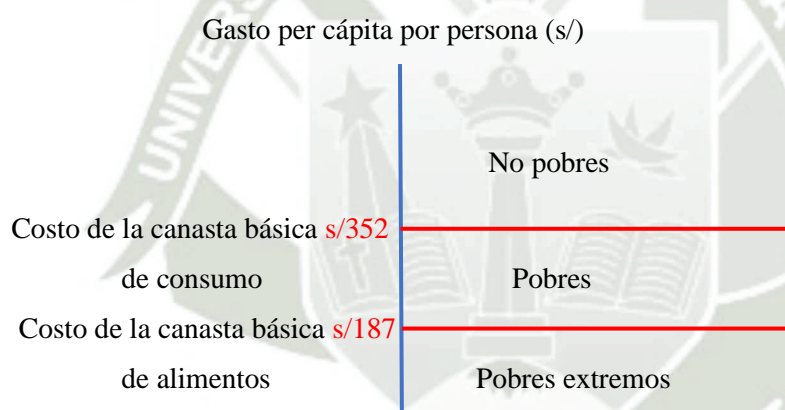 Gasto per cápita por persona (s/)
No pobres
Costo de la canasta básica s/352
de consumo
Pobres
Costo de la canasta básica s/187
de alimentos
Pobres extremos
UNIVE